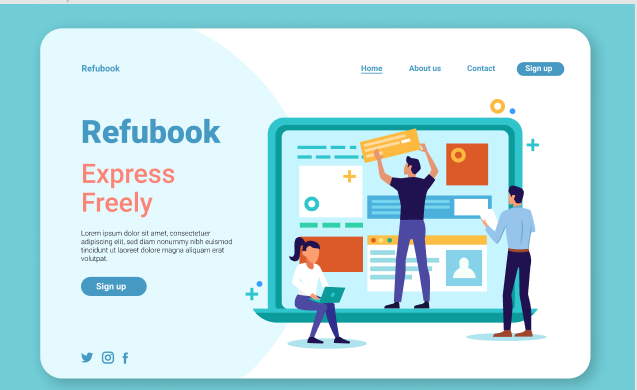 Refubook
Home About us Contact Sign up
Refubook
Express
Freely
Lorem ipsum dolor sit amet, consectetuer
adipiscing elit, sed diam nonummy nibh euismod
tincidunt ut laoreet dolore magna aliquam erat
volutpat.
Sign up